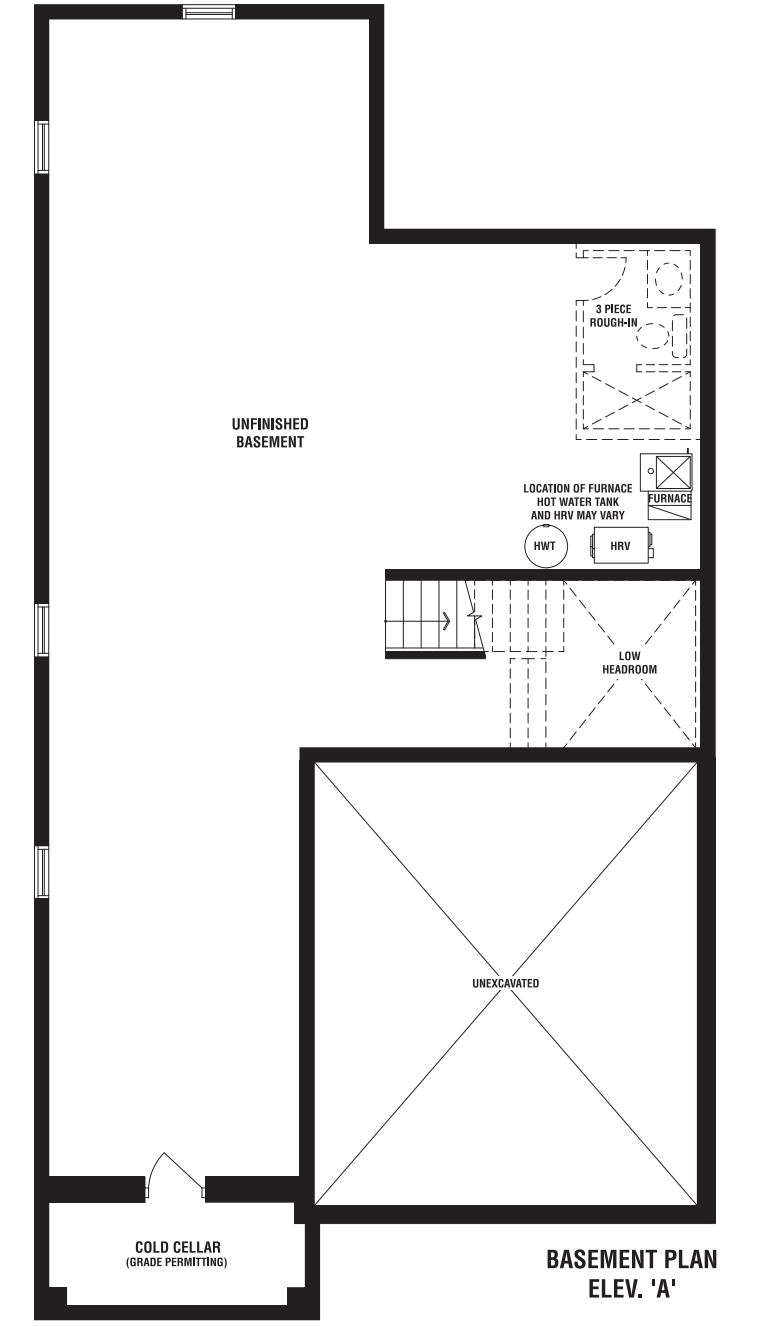 3 PIECE
ROUGH-IN
UNFINISHED
BASEMENT
LOCATION OF FURNACE
HOT WATER TANK
AND HRV MAY VARY
FURNACE
HWT
HRV
LOW
HEADROOM
UNEXCAVATED
COLD CELLAR
(GRADE PERMITTING)
BASEMENT PLAN
ELEV. 'A'